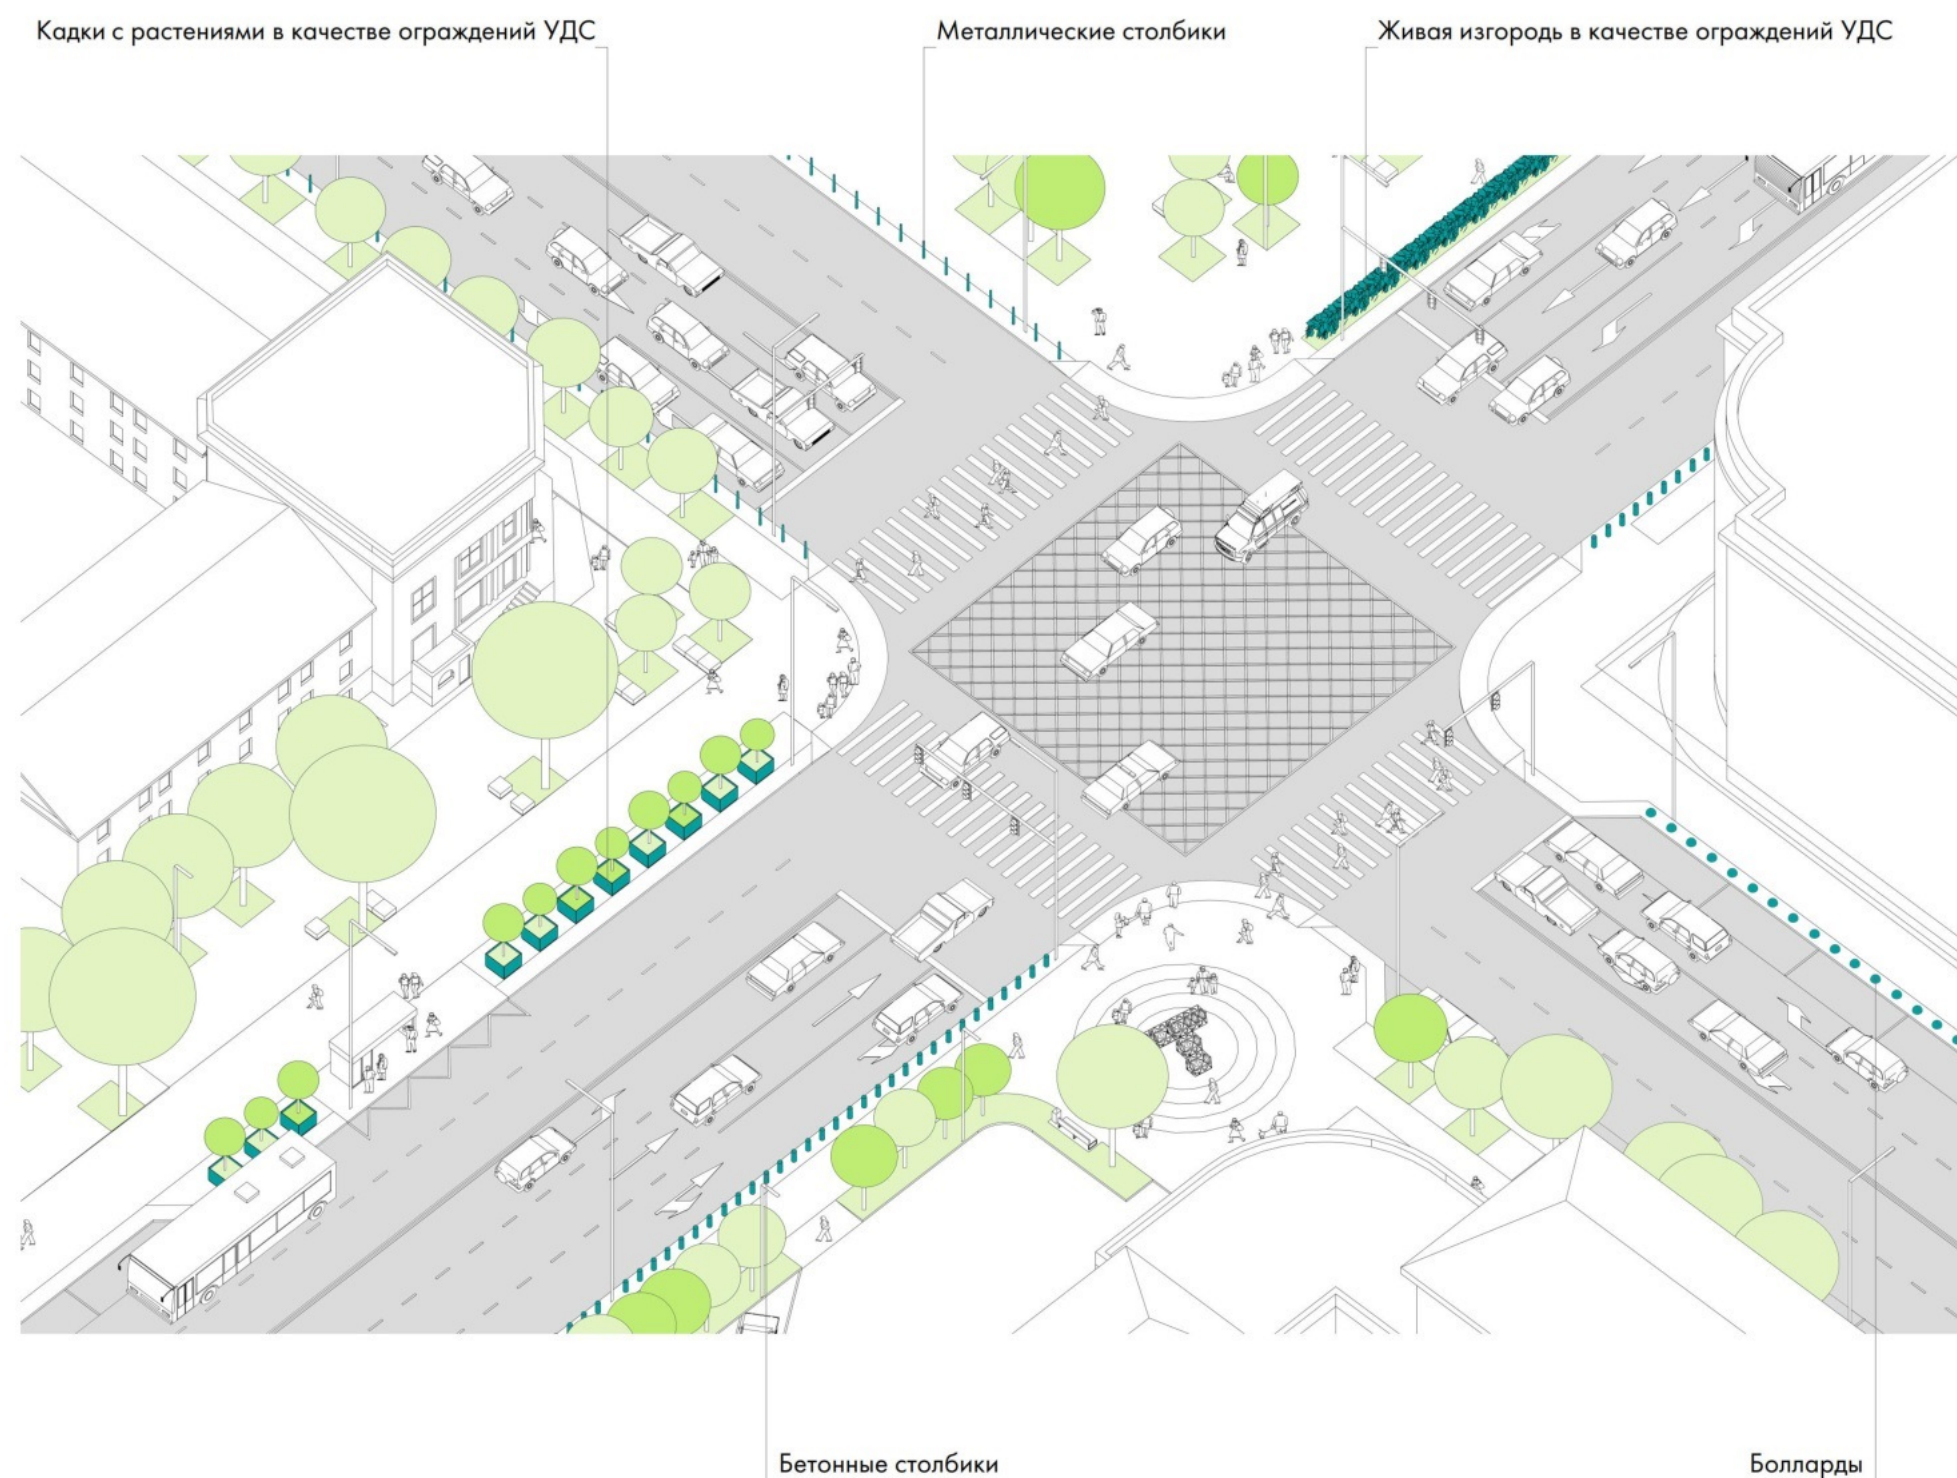 Кадки с растениями в качестве ограждений УДС
Металлические столбики
Живая изгородь в качестве ограждений УДС
Бетонные столбики
Болларды